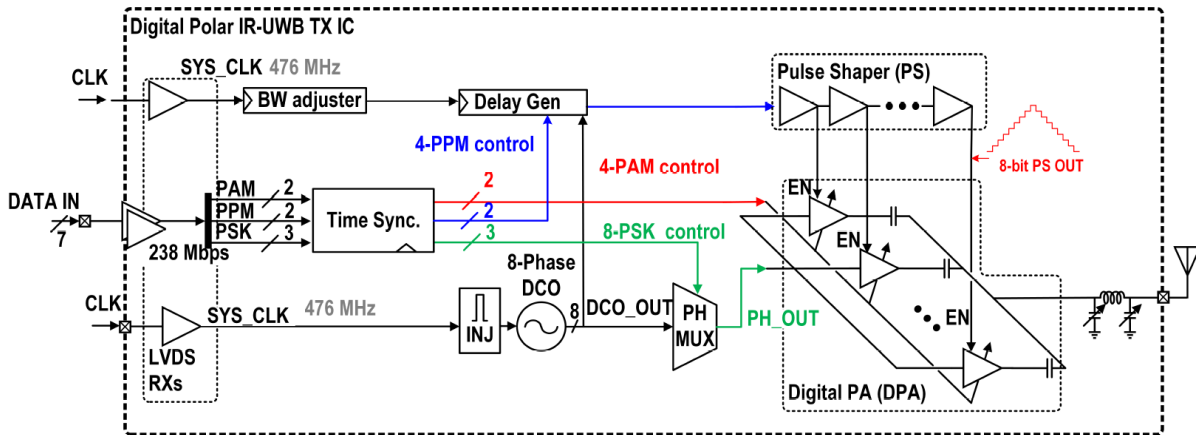 Digital Polar IR-UWB TX IC
CLK
SYS_CLK 476 MHz
BW adjuster
Delay Gen
Pulse Shaper (PS)
4-PPM control
4-PAM control
8-bit PS OUT
DATA IN
7
238 Mbps
PAM 2
PPM 2
PSK 3
Time Sync.
2
2
3
8-PSK control
EN
EN
EN
8-Phase
DCO
CLK
SYS_CLK 476 MHz
LVDS
RXs
INJ
8
DCO_OUT
PH
MUX
PH_OUT
Digital PA (DPA)